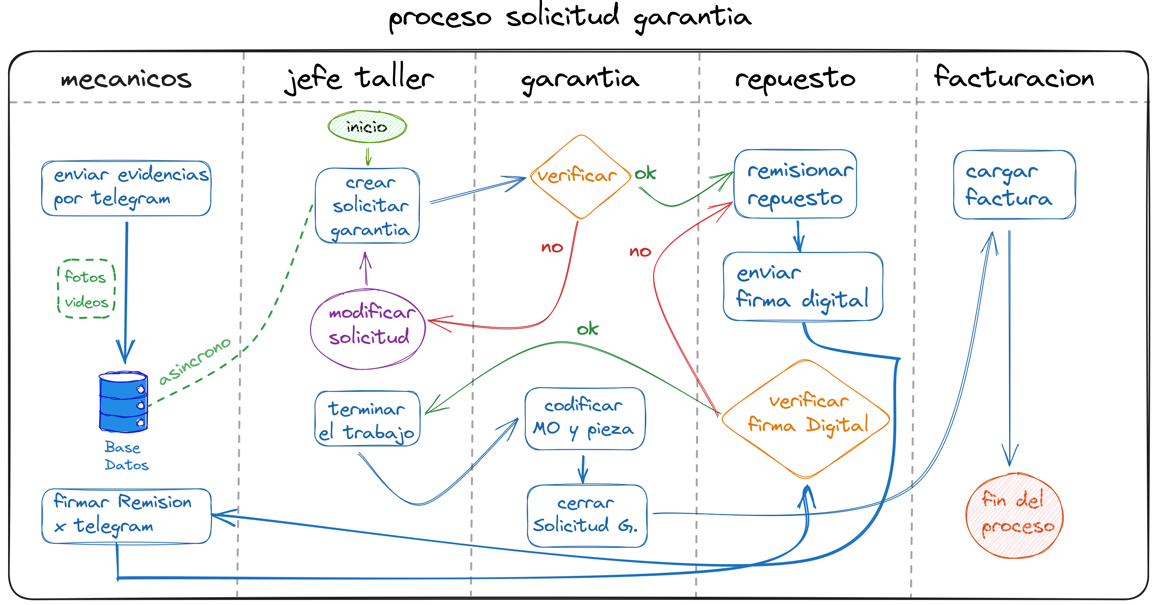 proceso solicitud garantia
mecanicos
jefe taller
garantia
repuesto
facturacion
enviar evidencias
por telegram
fotos
videos
Base
Datos
firmar Remision
x telegram
asincrono
inicio
crear
solicitar
garantia
modificar
solicitud
terminar
el trabajo
verificar
ok
no
ok
codificar
MO y pieza
cerrar
Solicitud G.
remisionar
repuesto
no
enviar
firma digital
verificar
firma Digital
cargar
factura
fin del
proceso